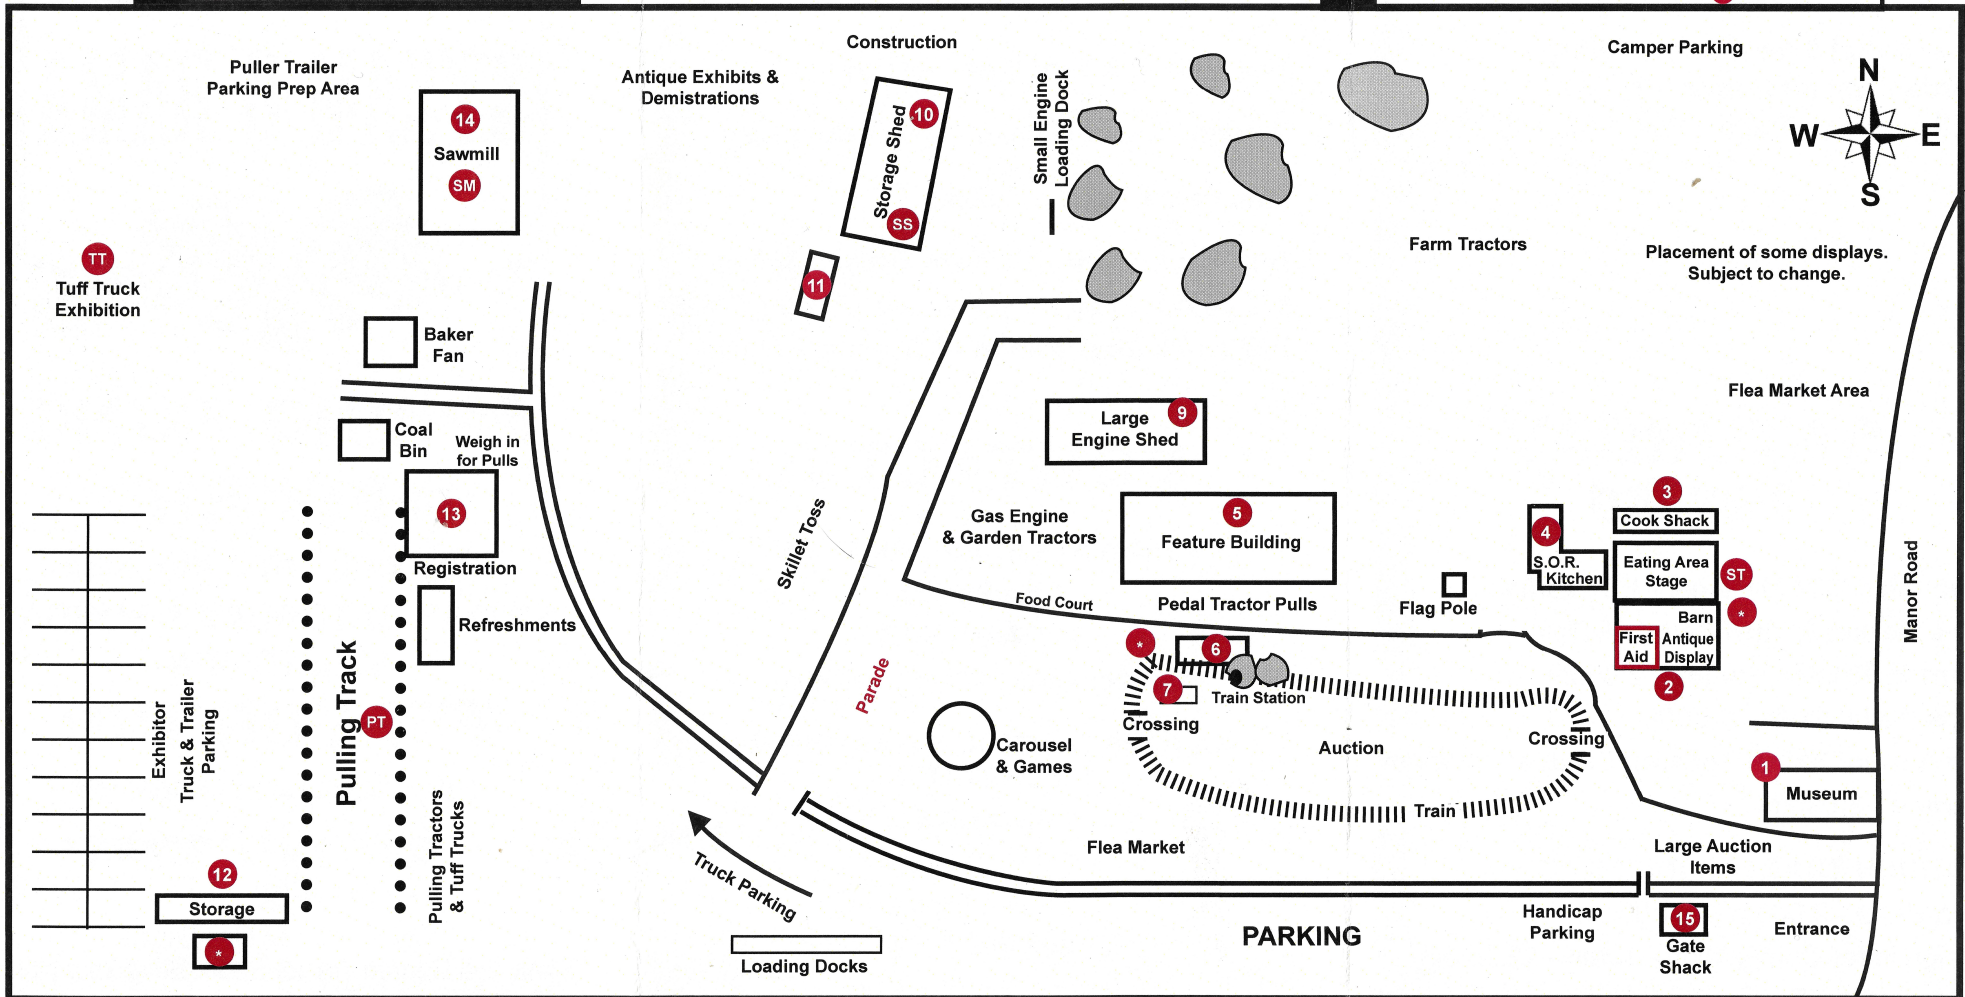 Construction
Camper Parking
Puller Trailer
Parking Prep Area
Antique Exhibits &
Demistrations
Small Engine
Loading Dock
N
W
E
S
14
Sawmill
SM
10
Storage Shed
SS
TT
Tuff Truck
Exhibition
11
Farm Tractors
Placement of some displays.
Subject to change.
Baker
Fan
Flea Market Area
Coal
Bin
Weigh in
for Pulls
Large
Engine Shed
9
13
Registration
Skillet Toss
Gas Engine
& Garden Tractors
5
Feature Building
3
Cook Shack
4
S.O.R.
Kitchen
Eating Area
Stage
ST
Manor Road
Refreshments
Food Court
Pedal Tractor Pulls
Flag Pole
*
Barn
Antique
Display
First
Aid
2
*
6
7
Train Station
Crossing
Parade
Pulling Track
PT
Exhibitor
Truck & Trailer
Parking
Carousel
& Games
Auction
Crossing
1
Museum
Train
Pulling Tractors
& Tuff Trucks
Truck Parking
Flea Market
Large Auction
Items
12
Storage
*
Loading Docks
PARKING
Handicap
Parking
15
Gate
Shack
Entrance